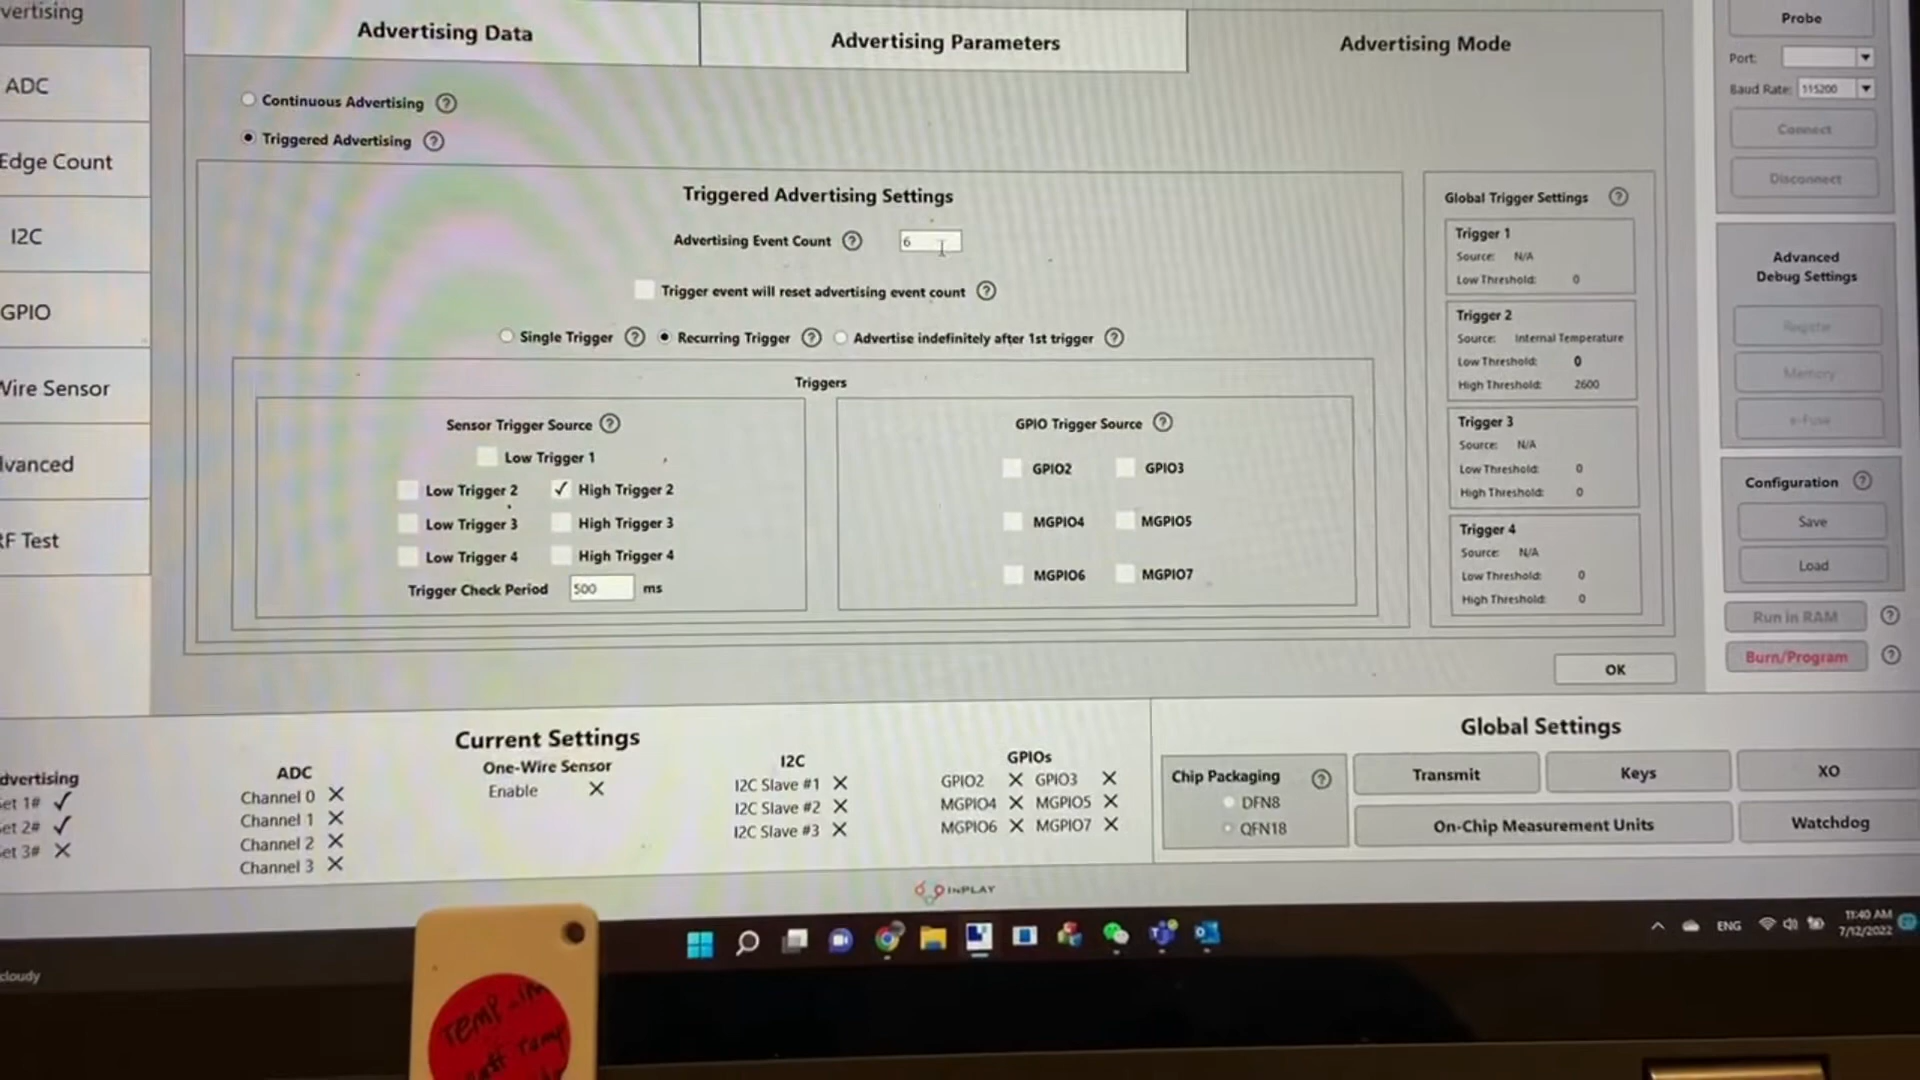 vertising
ADC
Edge Count
I2C
GPIO
Wire Sensor
dvanced
RF Test
Advertising Data
Advertising Parameters
Advertising Mode
Continuous Advertising ?
Triggered Advertising ?
Triggered Advertising Settings
Advertising Event Count ? 6
Trigger event will reset advertising event count ?
Single Trigger ? Recurring Trigger ? Advertise indefinitely after 1st trigger ?
Triggers
Sensor Trigger Source ?
Low Trigger 1
Low Trigger 2 ✓ High Trigger 2
Low Trigger 3 High Trigger 3
Low Trigger 4 High Trigger 4
Trigger Check Period 500 ms
GPIO Trigger Source ?
GPIO2 GPIO3
MGPIO4 MGPIO5
MGPIO6 MGPIO7
Global Trigger Settings ?
Trigger 1
Source: N/A
Low Threshold: 0
Trigger 2
Source: Internal Temperature
Low Threshold: 0
High Threshold: 2600
Trigger 3
Source: N/A
Low Threshold: 0
High Threshold: 0
Trigger 4
Source: N/A
Low Threshold: 0
High Threshold: 0
OK
Probe
Port:
Baud Rate: 115200
Connect
Disconnect
Advanced
Debug Settings
Register
Memory
e-Fuse
Configuration ?
Save
Load
Run in RAM ?
Burn/Program ?
Current Settings
dvertising
et 1# ✓
et 2# ✓
et 3# X
ADC
Channel 0 X
Channel 1 X
Channel 2 X
Channel 3 X
One-Wire Sensor
Enable X
I2C
I2C Slave #1 X
I2C Slave #2 X
I2C Slave #3 X
GPIOs
GPIO2 X GPIO3 X
MGPIO4 X MGPIO5 X
MGPIO6 X MGPIO7 X
Global Settings
Chip Packaging ?
DFN8
QFN18
Transmit
Keys
XO
On-Chip Measurement Units
Watchdog
INPLAY
cloudy
ENG
11:40 AM
7/12/2022
Temp